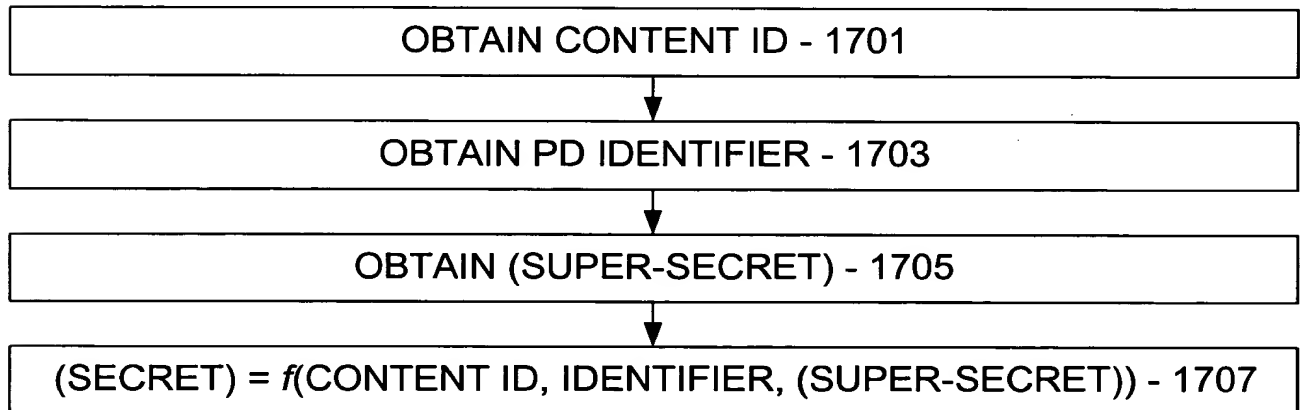 OBTAIN CONTENT ID - 1701
OBTAIN PD IDENTIFIER - 1703
OBTAIN (SUPER-SECRET) - 1705
(SECRET) = f(CONTENT ID, IDENTIFIER, (SUPER-SECRET)) - 1707